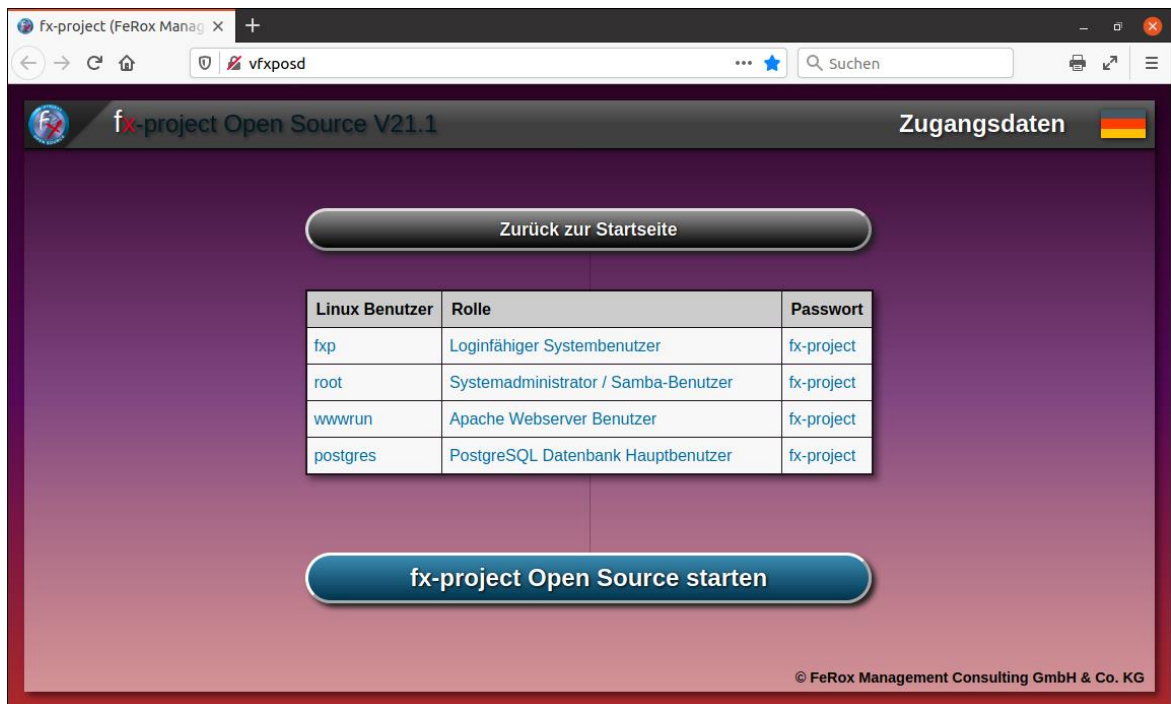 fx-project (FeRox Manag
vfxposd
Suchen
fx-project Open Source V21.1
Zugangsdaten
Zurück zur Startseite
Linux Benutzer Rolle Passwort
fxp Loginfähiger Systembenutzer fx-project
root Systemadministrator / Samba-Benutzer fx-project
wwwrun Apache Webserver Benutzer fx-project
postgres PostgreSQL Datenbank Hauptbenutzer fx-project
fx-project Open Source starten
© FeRox Management Consulting GmbH & Co. KG